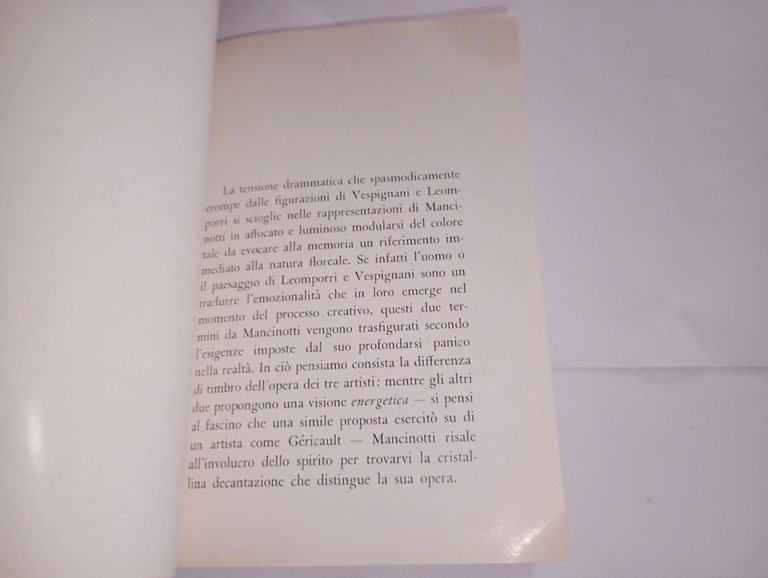 La tensione drammatica che spasmodicamente
erompe dalle figurazioni di Vespignani e Leom-
porri si scioglie nelle rappresentazioni di Manci-
notti in affocato e luminoso modularsi del colore
tale da evocare alla memoria un riferimento im-
mediato alla natura floreale. Se infatti l'uomo o
il paesaggio di Leomporri e Vespignani sono un
tradurre l'emozionalità che in loro emerge nel
momento del processo creativo, questi due ter-
mini da Mancinotti vengono trasfigurati secondo
l'esigenze imposte dal suo profondarsi panico
nella realtà. In ciò pensiamo consista la differenza
di timbro dell'opera dei tre artisti: mentre gli altri
due propongono una visione energetica — si pensi
al fascino che una simile proposta esercitò su di
un artista come Géricault — Mancinotti risale
all'involucro dello spirito per trovarvi la cristal-
lina decantazione che distingue la sua opera.